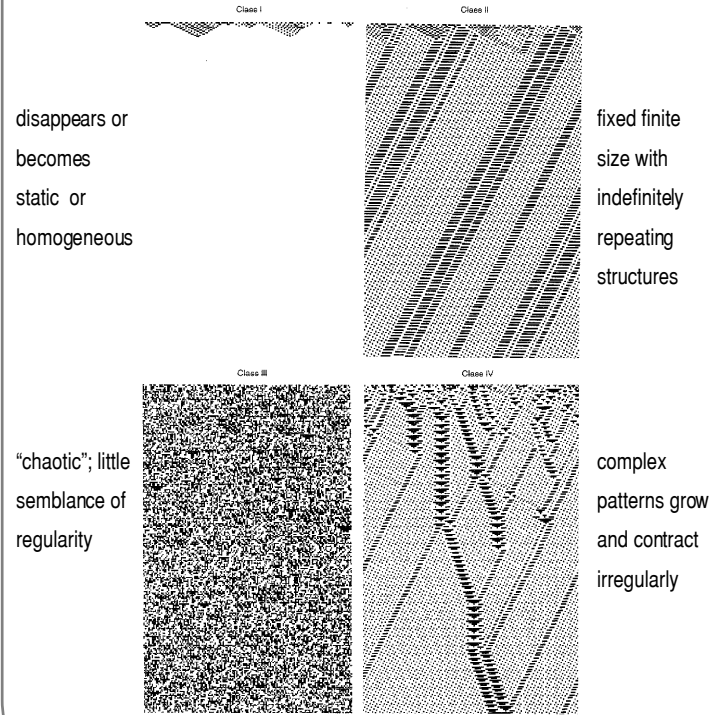 Class I
Class II
disappears or
becomes
static or
homogeneous
fixed finite
size with
indefinitely
repeating
structures
Class III
Class IV
“chaotic”; little
semblance of
regularity
complex
patterns grow
and contract
irregularly